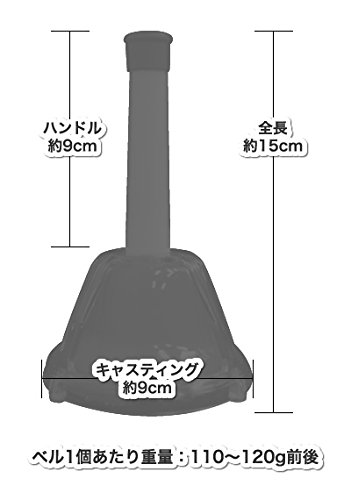 ハンドル
約9cm
全長
約15cm
キャスティング
約9cm
ベル1個あたり重量：110～120g前後